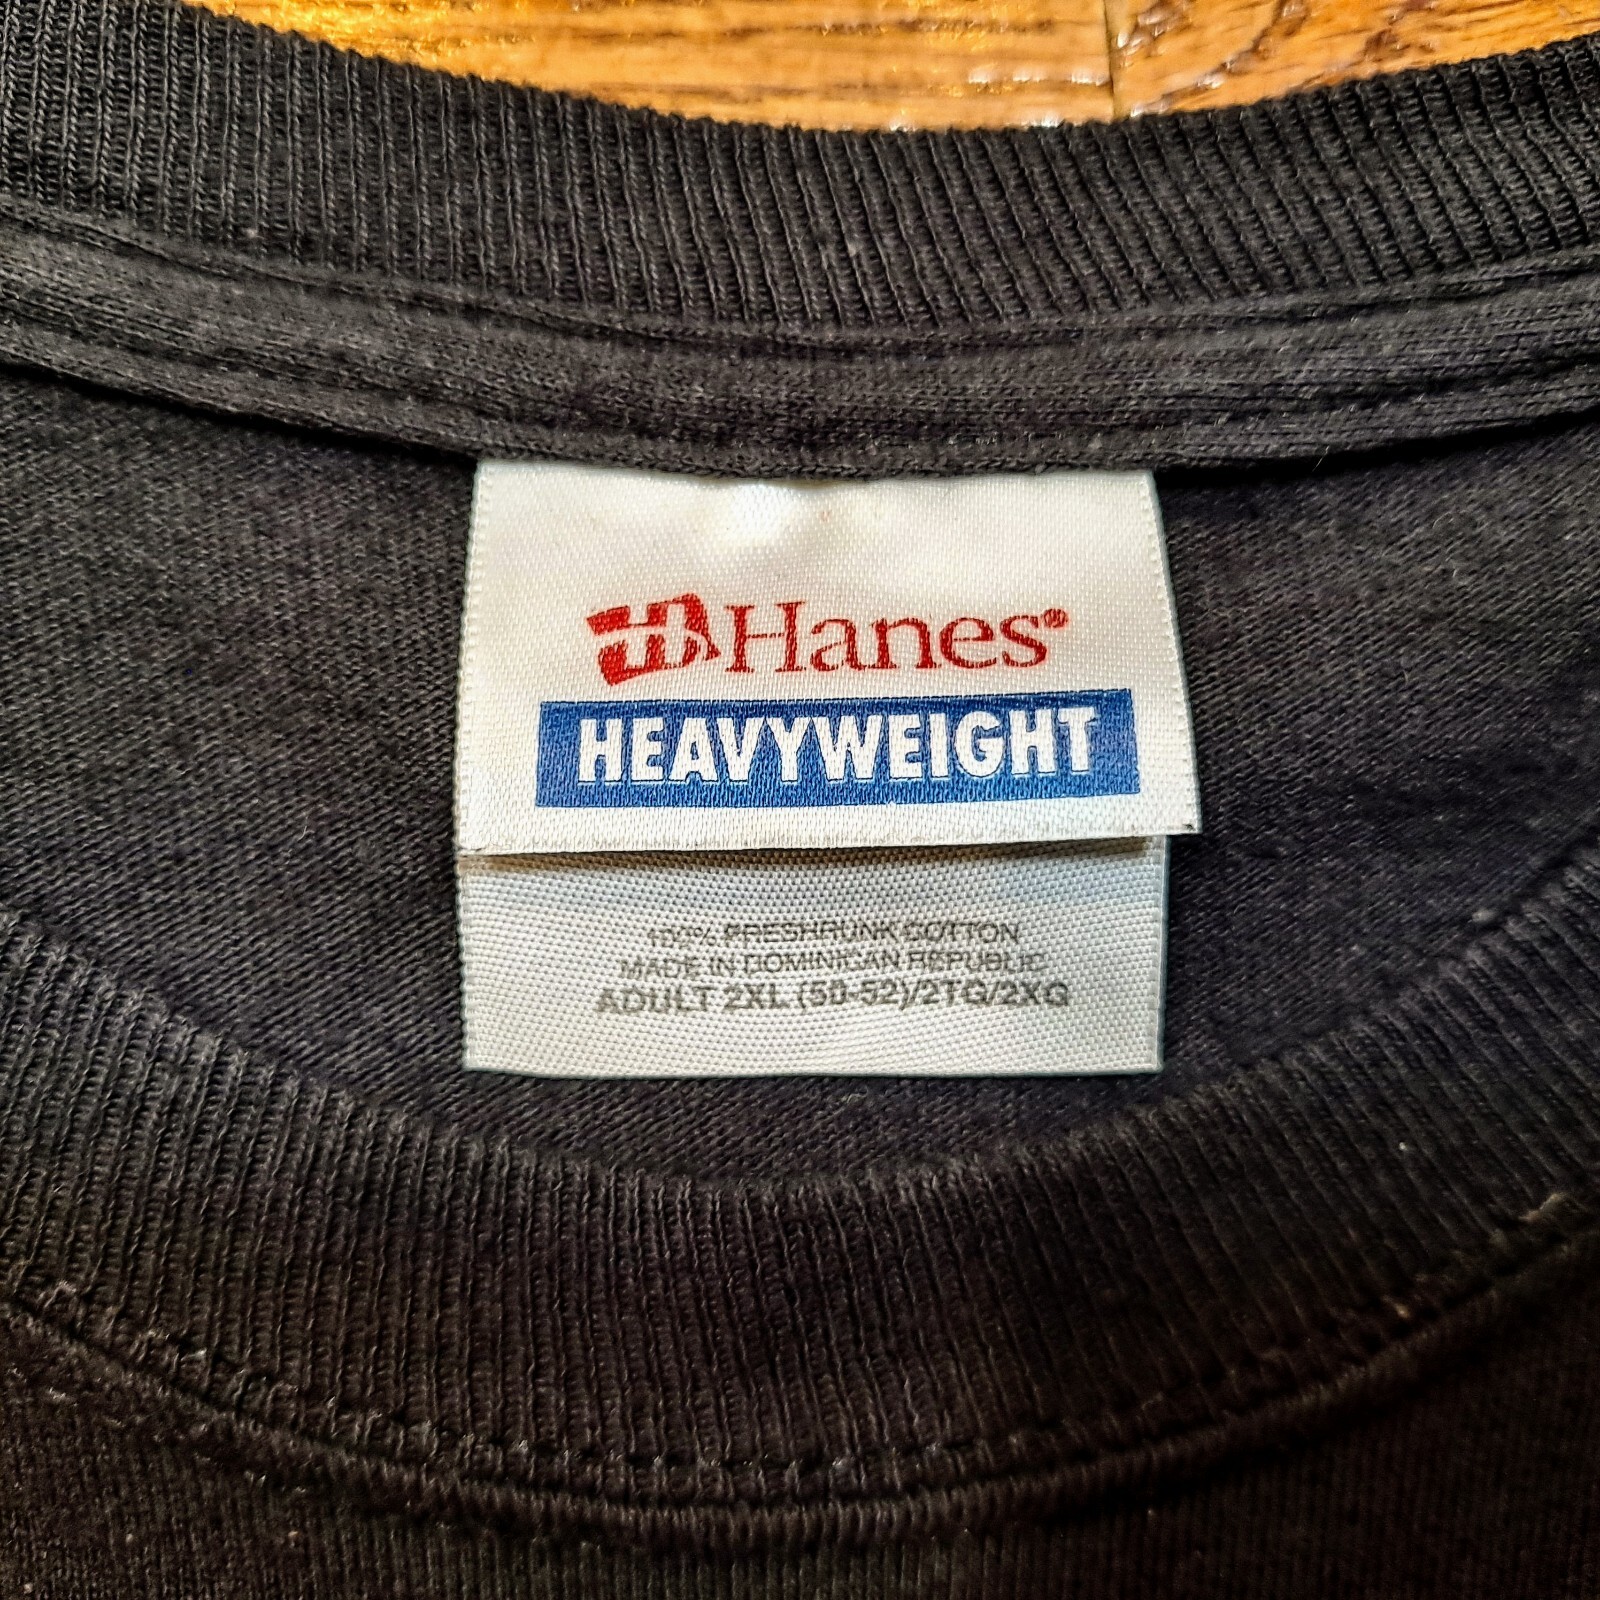 Hanes®
HEAVYWEIGHT
100% PRESHRUNK COTTON
MADE IN DOMINICAN REPUBLIC
ADULT 2XL (50-52)/2TG/2XG